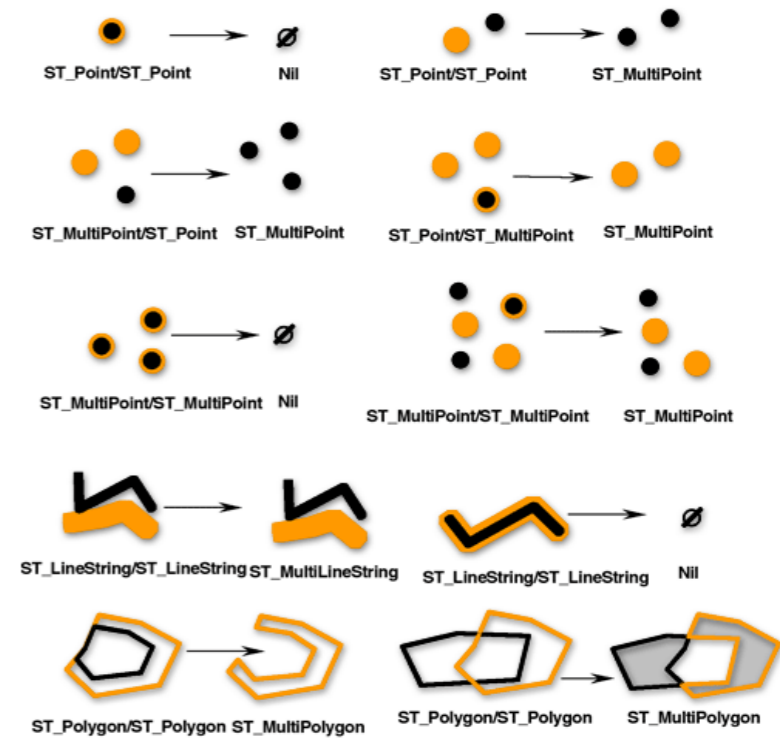 ST_Point/ST_Point Nil
ST_Point/ST_Point ST_MultiPoint
ST_MultiPoint/ST_Point ST_MultiPoint
ST_Point/ST_MultiPoint ST_MultiPoint
ST_MultiPoint/ST_MultiPoint Nil
ST_MultiPoint/ST_MultiPoint ST_MultiPoint
ST_LineString/ST_LineString ST_MultiLineString
ST_LineString/ST_LineString Nil
ST_Polygon/ST_Polygon ST_MultiPolygon
ST_Polygon/ST_Polygon ST_MultiPolygon